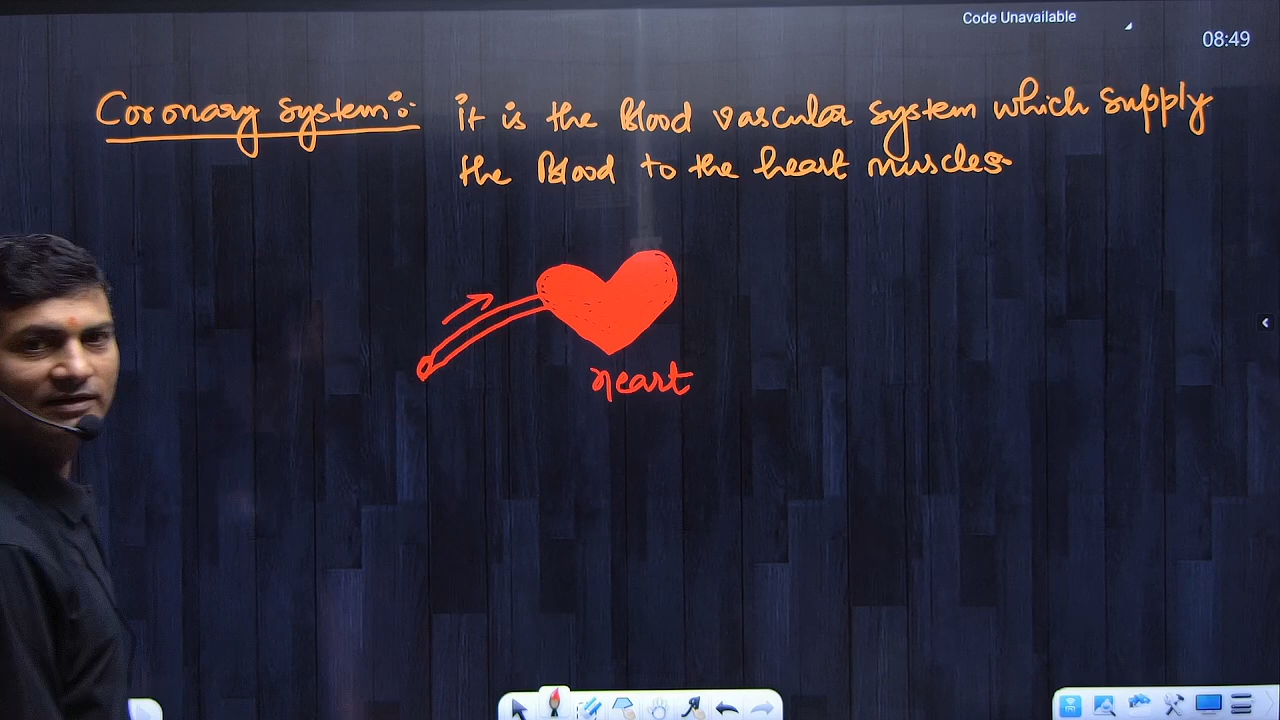 Code Unavailable
08:49
Coronary System:- it is the Blood vascular system which supply
the Blood to the heart muscles-
heart